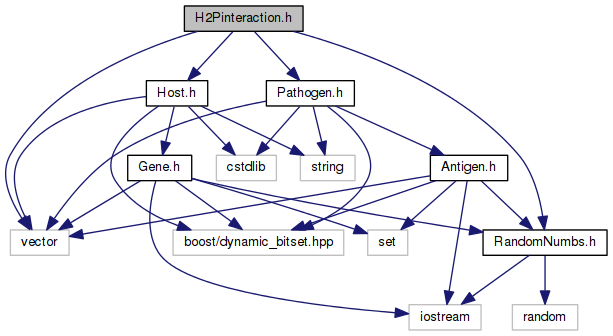 H2Pinteraction.h
Host.h
Pathogen.h
Gene.h
cstdlib
string
Antigen.h
vector
boost/dynamic_bitset.hpp
set
RandomNumbs.h
iostream
random